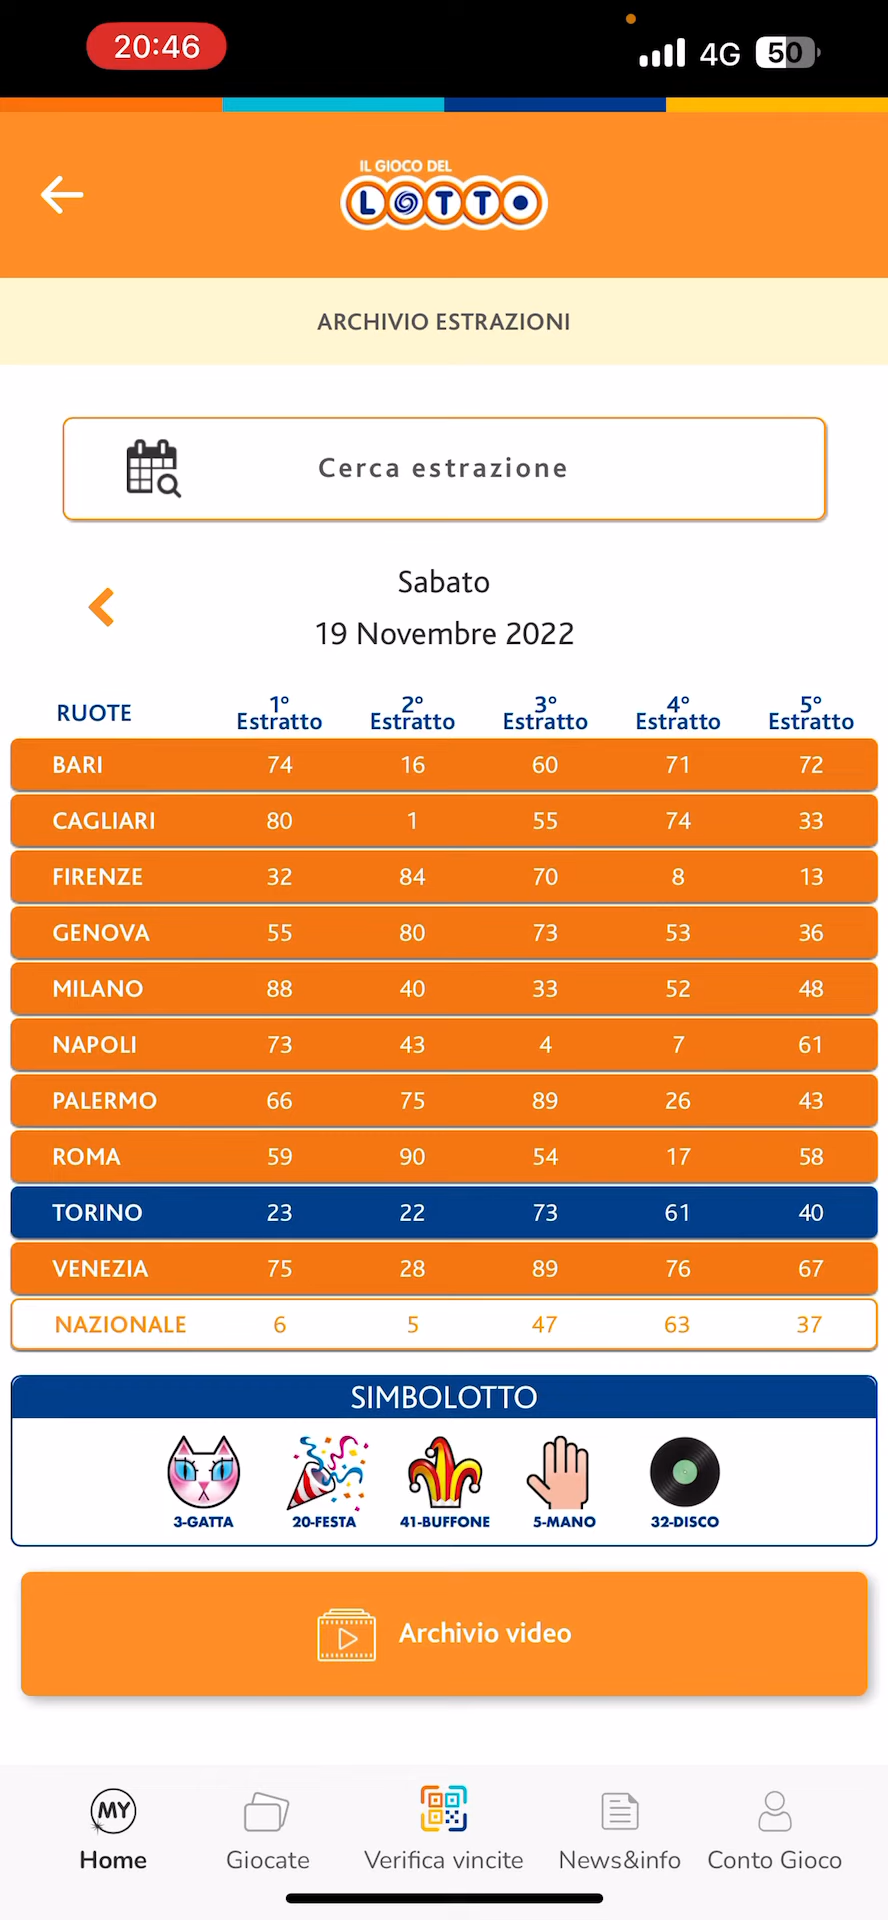 20:46 4G 50
IL GIOCO DEL
LOTTO
ARCHIVIO ESTRAZIONI
Cerca estrazione
Sabato
19 Novembre 2022
RUOTE 1° Estratto 2° Estratto 3° Estratto 4° Estratto 5° Estratto
BARI 74 16 60 71 72
CAGLIARI 80 1 55 74 33
FIRENZE 32 84 70 8 13
GENOVA 55 80 73 53 36
MILANO 88 40 33 52 48
NAPOLI 73 43 4 7 61
PALERMO 66 75 89 26 43
ROMA 59 90 54 17 58
TORINO 23 22 73 61 40
VENEZIA 75 28 89 76 67
NAZIONALE 6 5 47 63 37
SIMBOLOTTO
3-GATTA 20-FESTA 41-BUFFONE 5-MANO 32-DISCO
Archivio video
MY
Home Giocate Verifica vincite News&info Conto Gioco